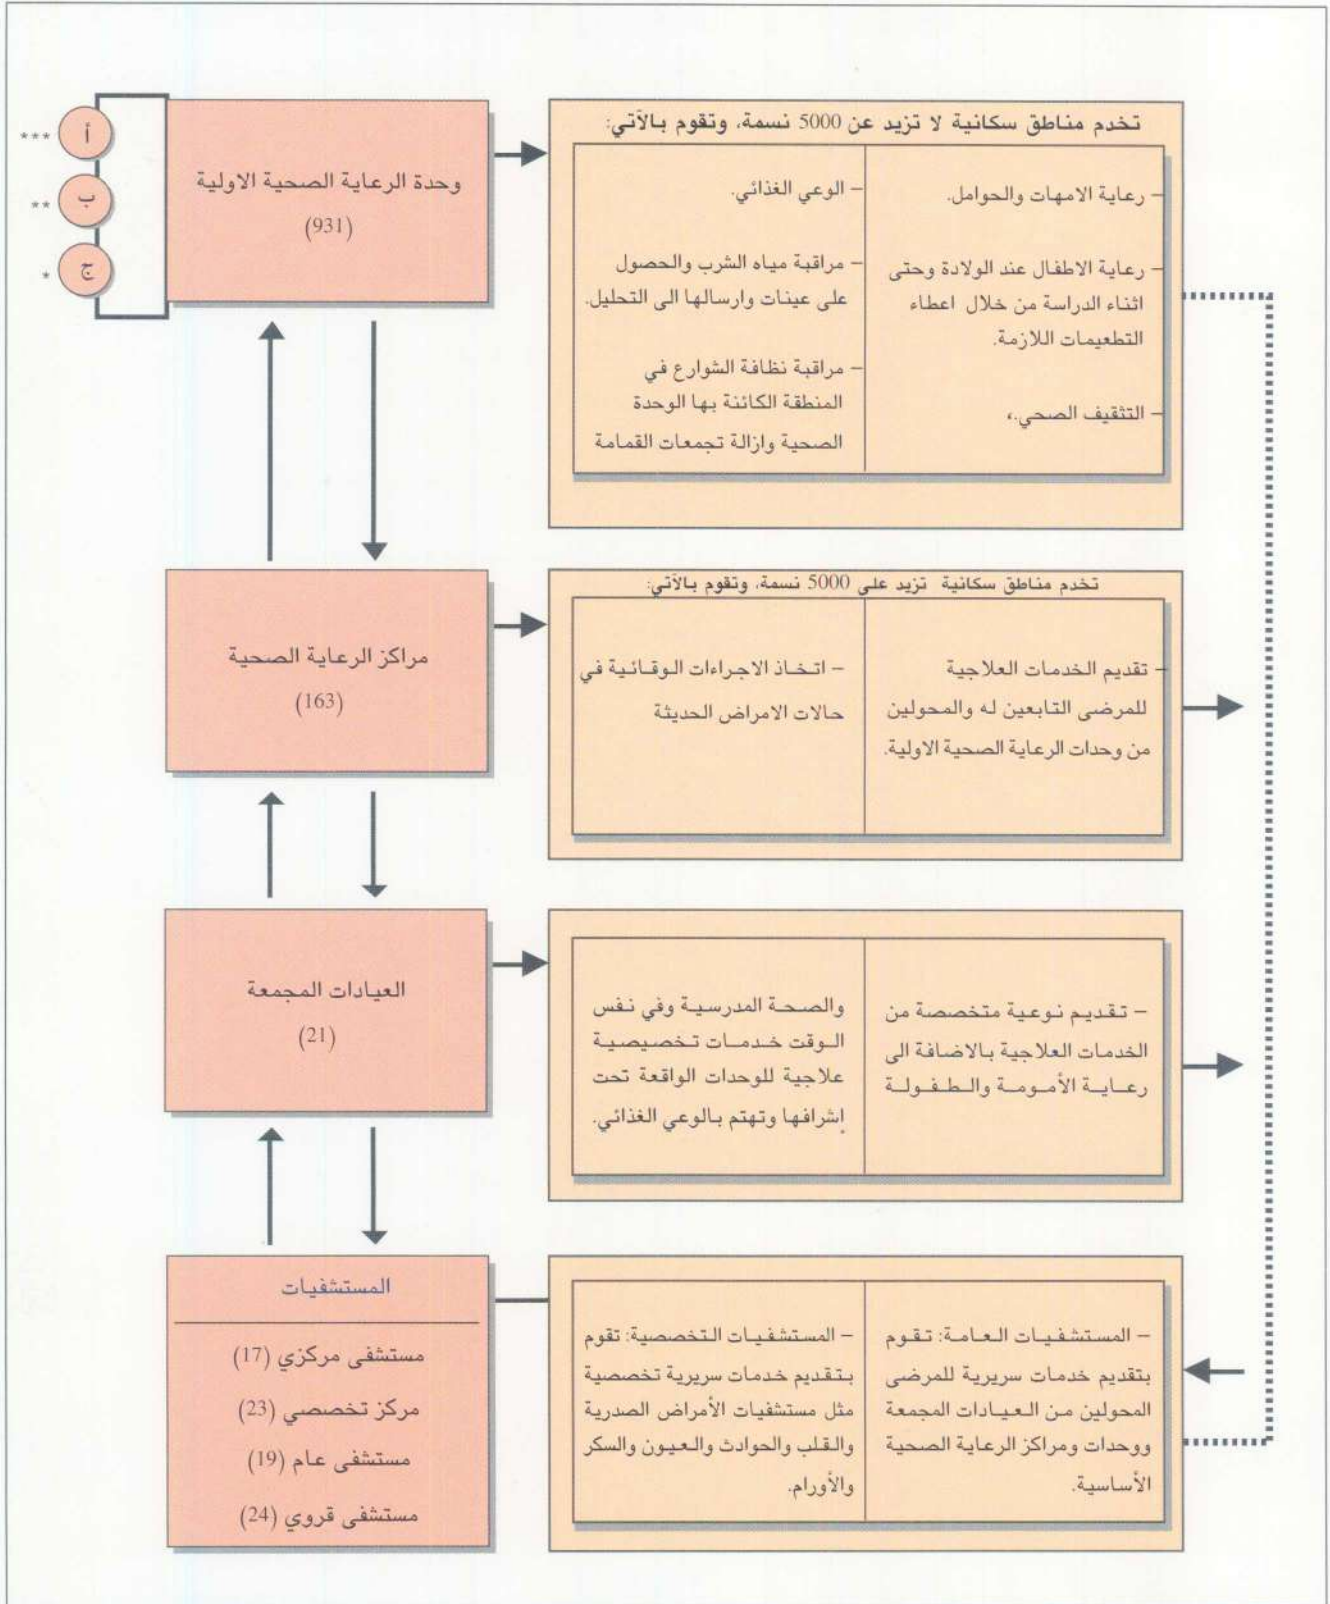 تخدم مناطق سكانية لا تزيد عن 5000 نسمة، وتقوم بالآتي:
– رعاية الامهات والحوامل.
– رعاية الاطفال عند الولادة وحتى
اثناء الدراسة من خلال اعطاء
التطعيمات اللازمة.
– التثقيف الصحي.،
– الوعي الغذائي.
– مراقبة مياه الشرب والحصول
على عينات وارسالها الى التحليل.
– مراقبة نظافة الشوارع في
المنطقة الكائنة بها الوحدة
الصحية وازالة تجمعات القمامة
وحدة الرعاية الصحية الاولية
(931)
أ ***
ب **
ج *
تخدم مناطق سكانية تزيد على 5000 نسمة، وتقوم بالآتي:
– تقديم الخدمات العلاجية
للمرضى التابعين له والمحولين
من وحدات الرعاية الصحية الاولية.
– اتخاذ الاجراءات الوقائية في
حالات الامراض الحديثة
مراكز الرعاية الصحية
(163)
– تقديم نوعية متخصصة من
الخدمات العلاجية بالاضافة الى
رعاية الأمومة والطفولة
والصحة المدرسية وفي نفس
الوقت خدمات تخصيصية
علاجية للوحدات الواقعة تحت
إشرافها وتهتم بالوعي الغذائي.
العيادات المجمعة
(21)
– المستشفيات العامة: تقوم
بتقديم خدمات سريرية للمرضى
المحولين من العيادات المجمعة
ووحدات ومراكز الرعاية الصحية
الأساسية.
– المستشفيات التخصصية: تقوم
بتقديم خدمات سريرية تخصصية
مثل مستشفيات الأمراض الصدرية
والقلب والحوادث والعيون والسكر
والأورام.
المستشفيات
مستشفى مركزي (17)
مركز تخصصي (23)
مستشفى عام (19)
مستشفى قروي (24)